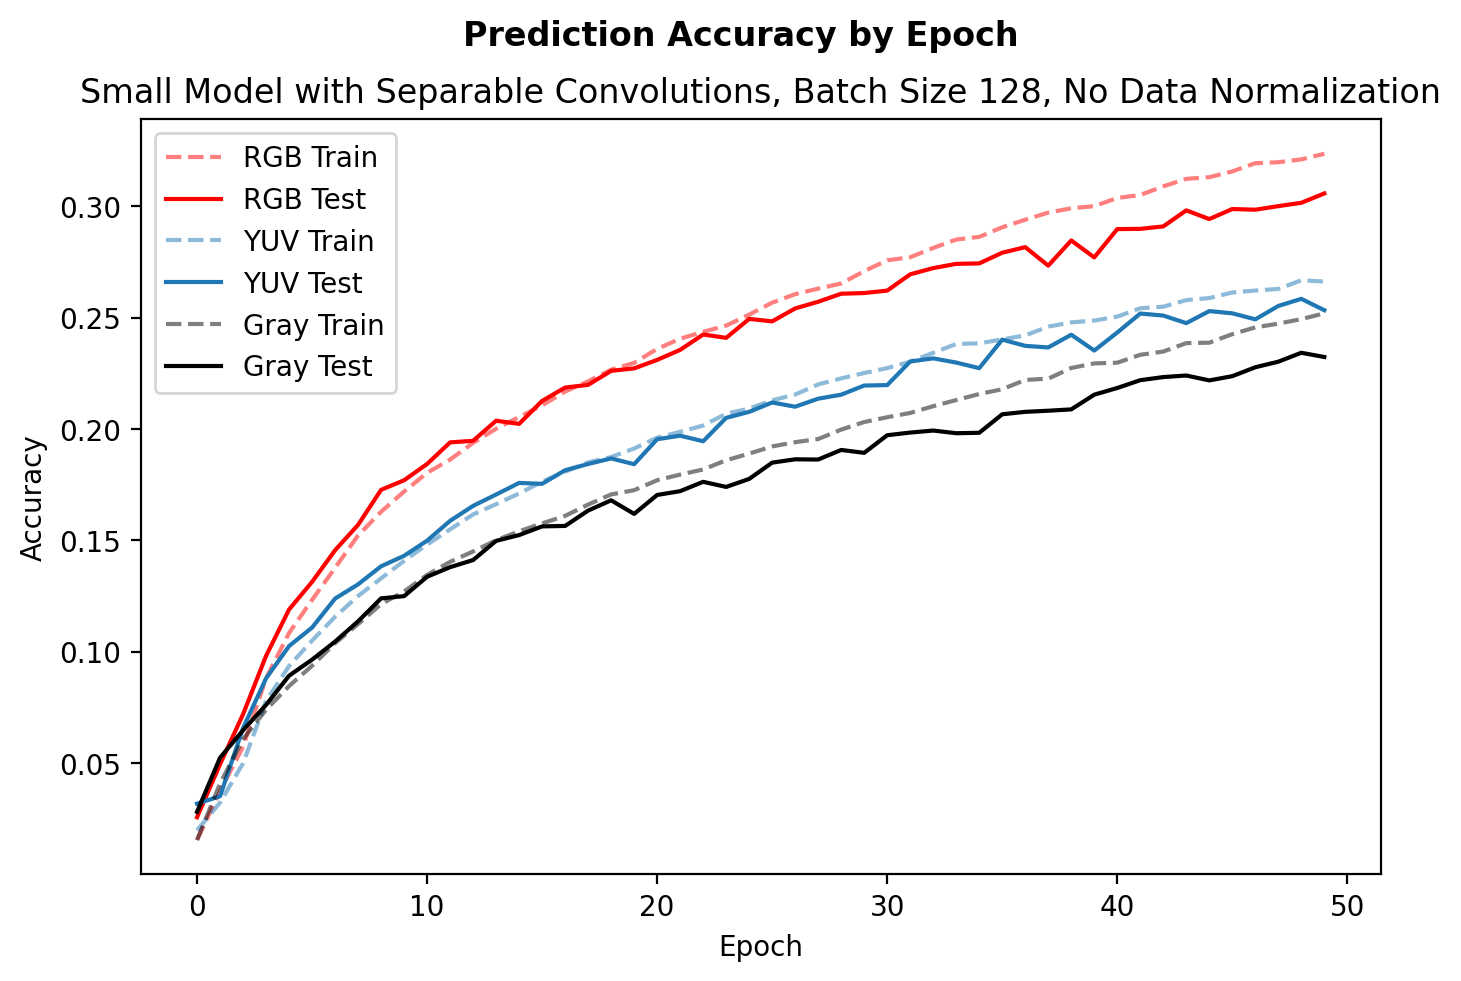 Prediction Accuracy by Epoch
Small Model with Separable Convolutions, Batch Size 128, No Data Normalization
RGB Train
RGB Test
YUV Train
YUV Test
Gray Train
Gray Test
0.30
0.25
0.20
0.15
0.10
0.05
Accuracy
0 10 20 30 40 50
Epoch